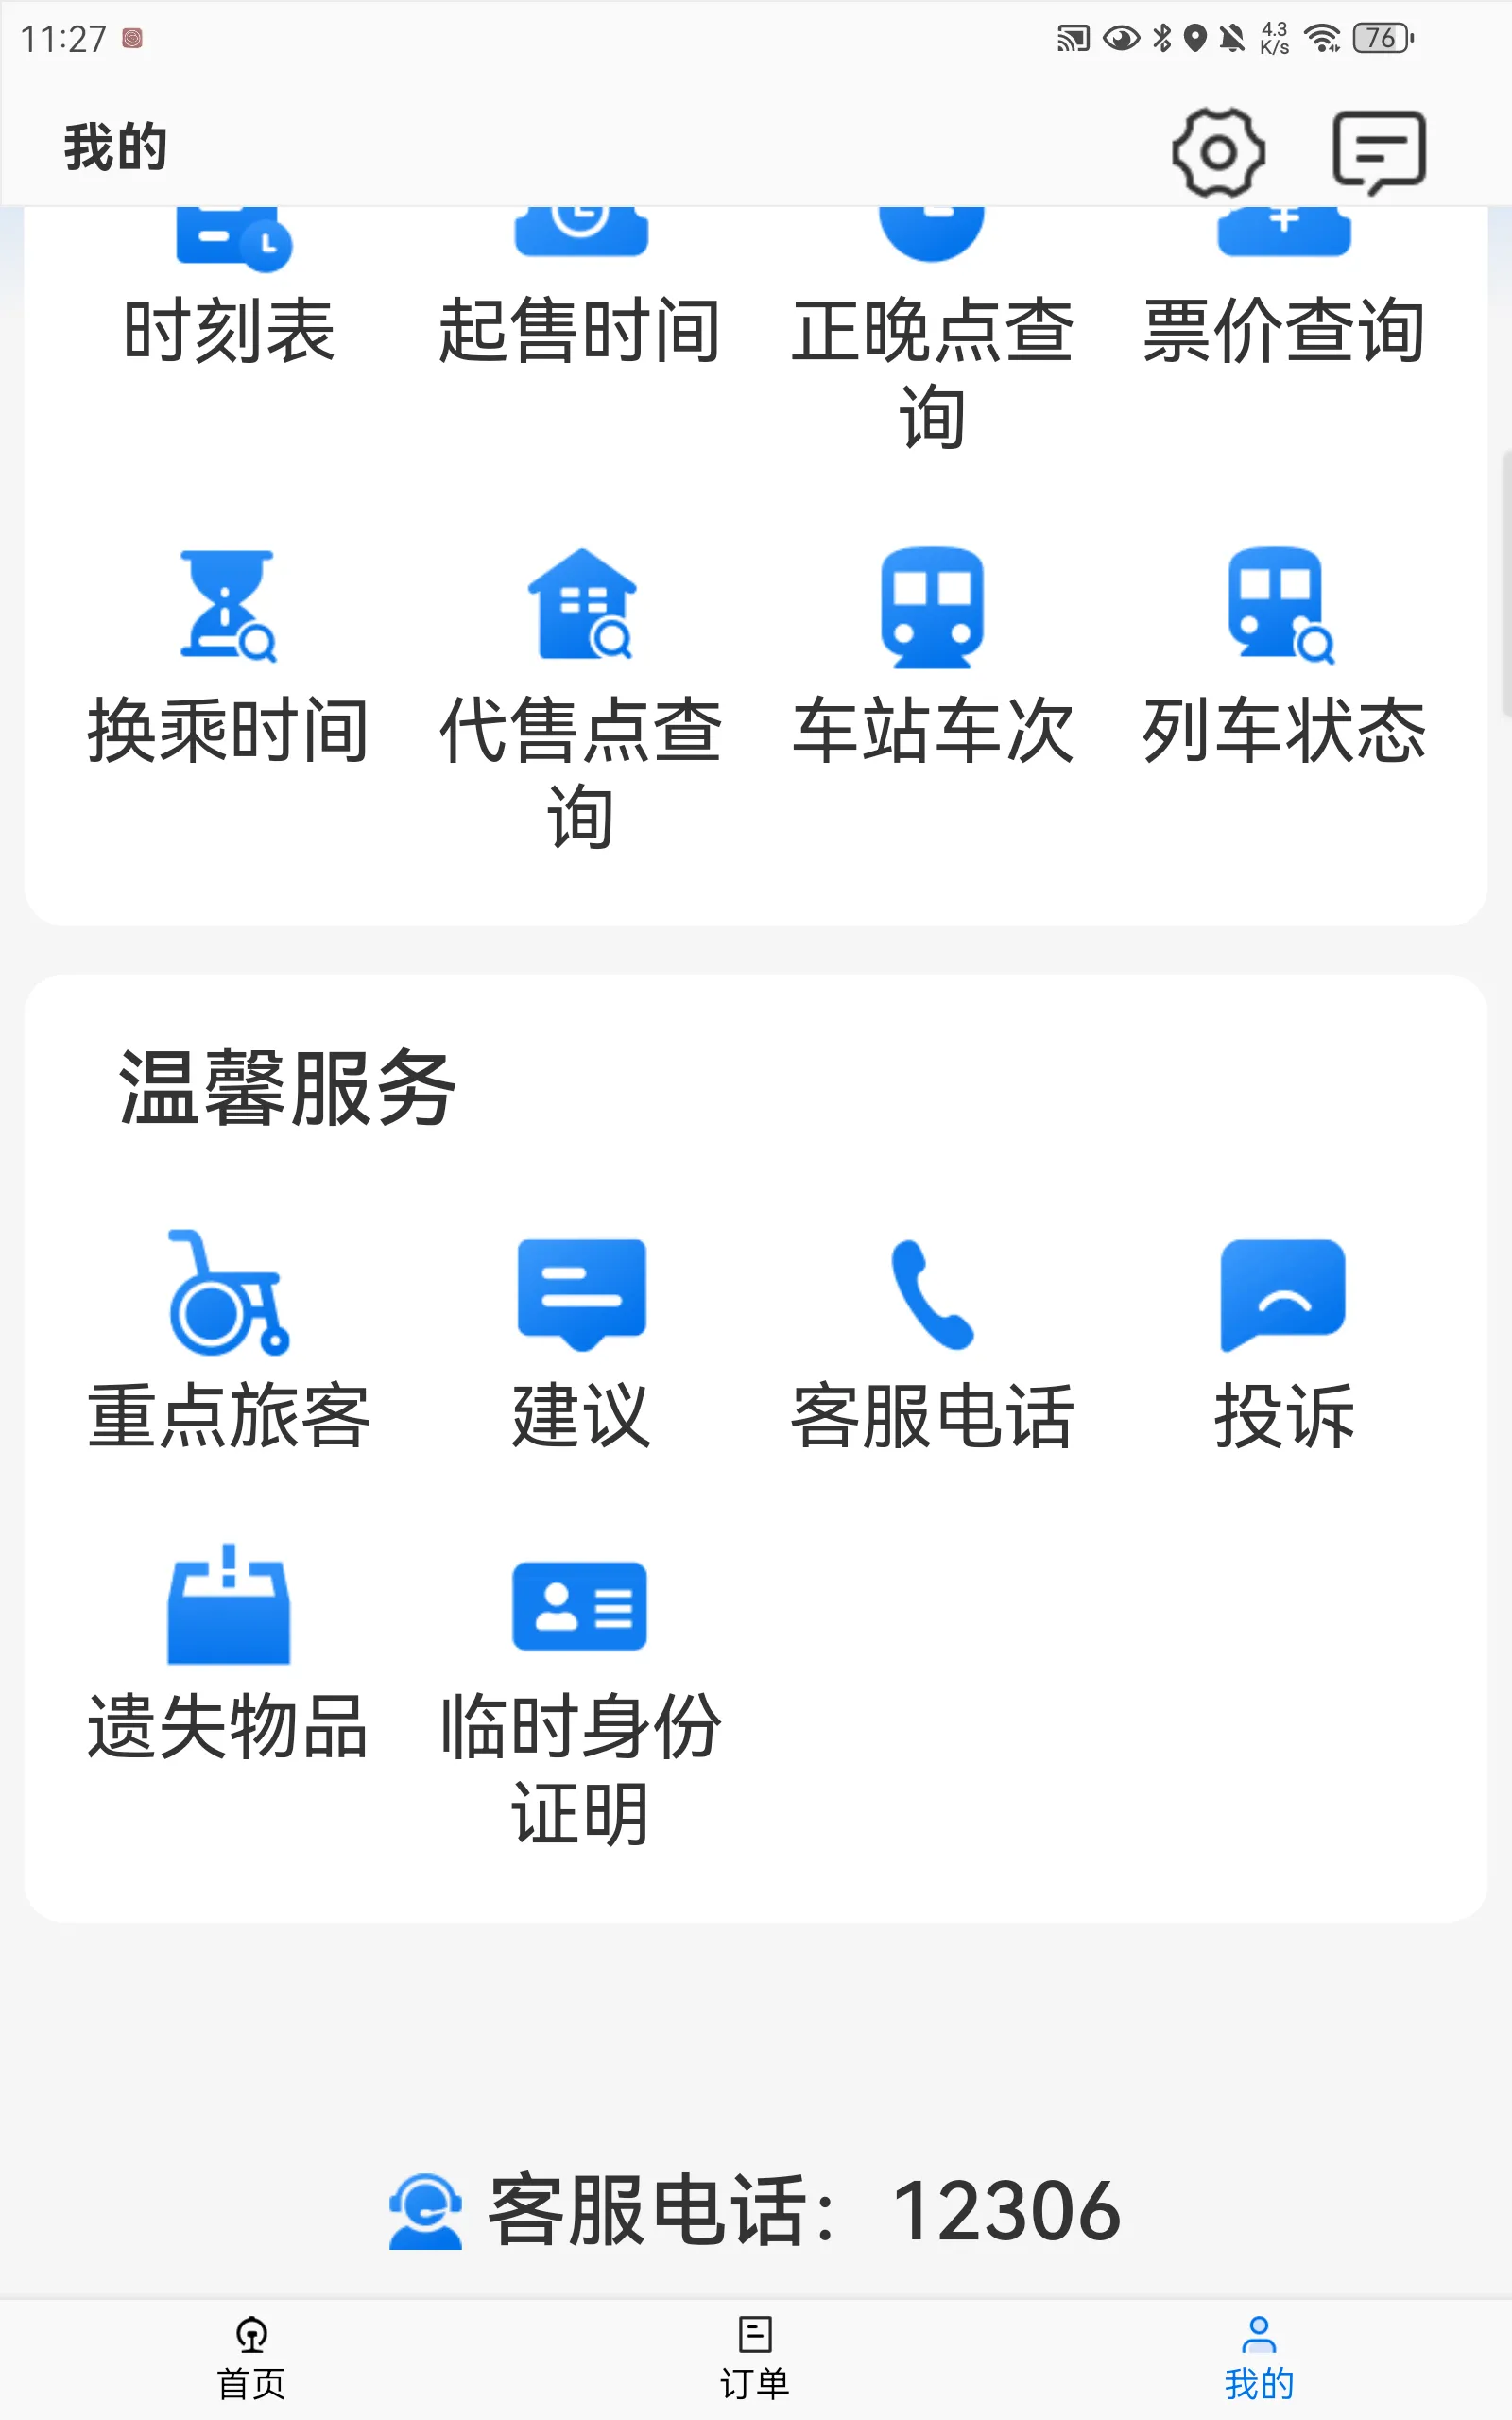 11:27
4.3
K/s
76
我的
时刻表 起售时间 正晚点查询 票价查询
换乘时间 代售点查询 车站车次 列车状态
温馨服务
重点旅客 建议 客服电话 投诉
遗失物品 临时身份证明
客服电话: 12306
首页 订单 我的